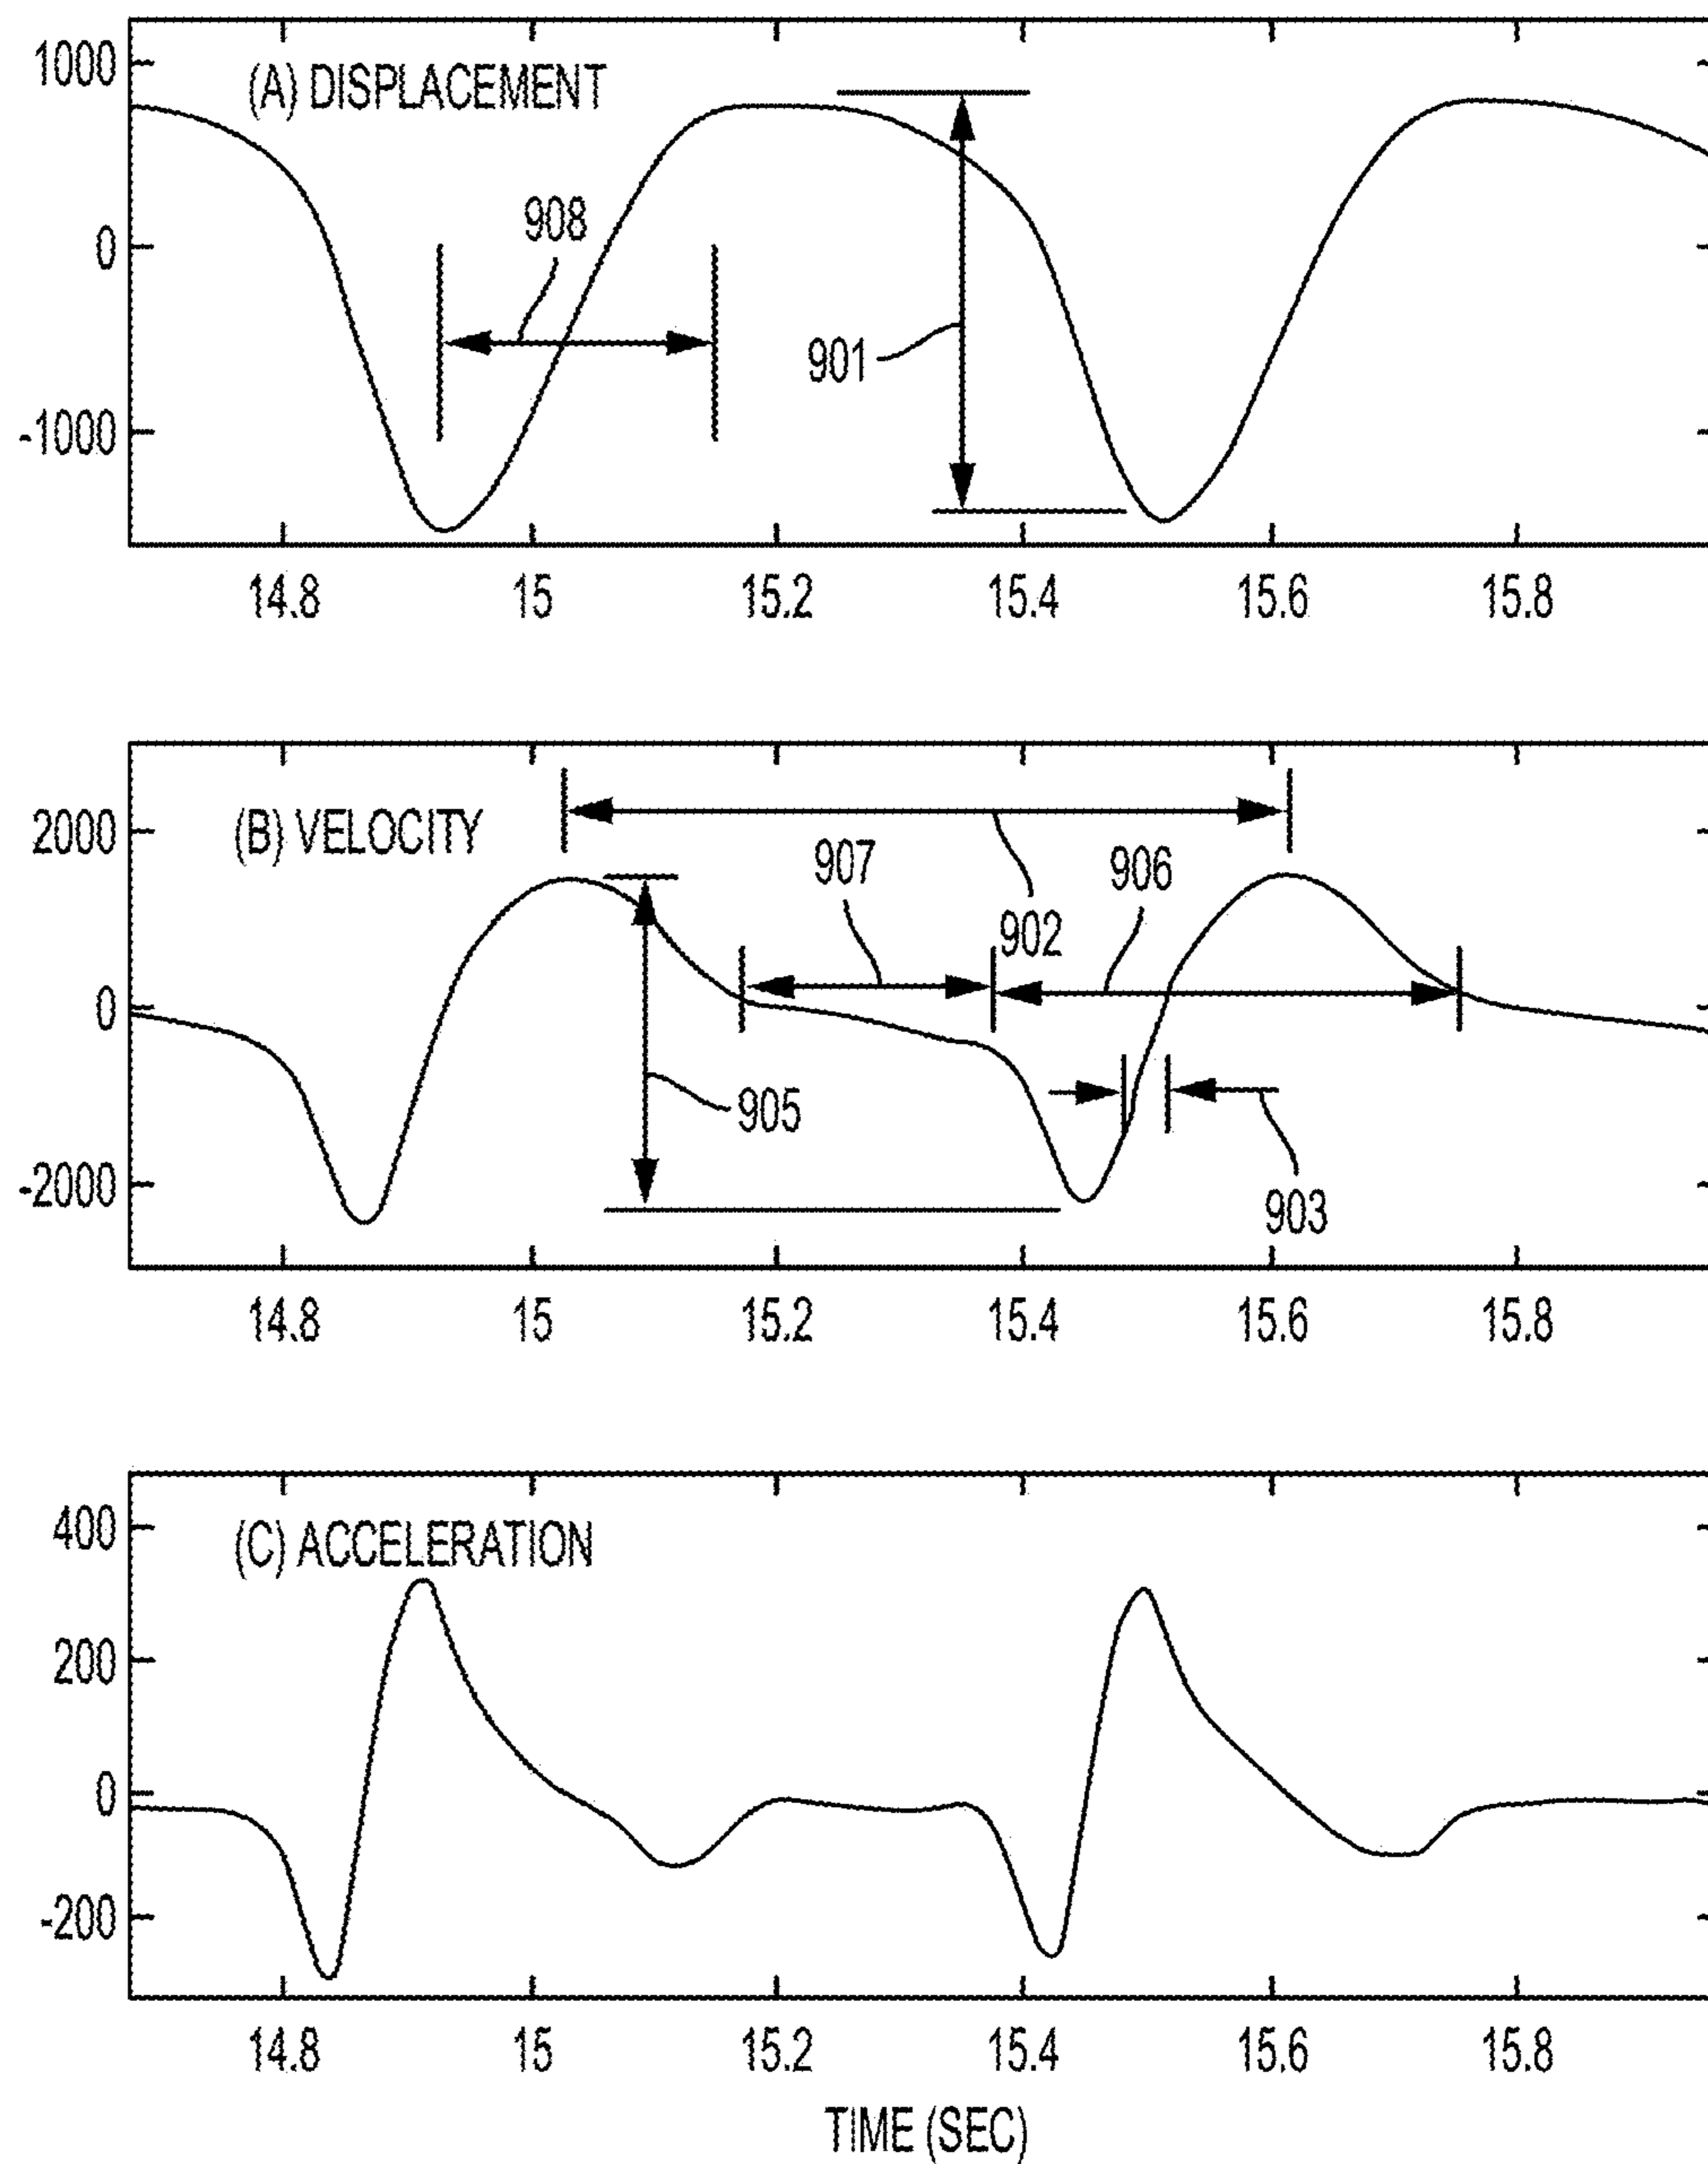 (A) DISPLACEMENT
1000
0
-1000
908
901
14.8 15 15.2 15.4 15.6 15.8
(B) VELOCITY
2000
0
-2000
907
906
902
905
903
14.8 15 15.2 15.4 15.6 15.8
(C) ACCELERATION
400
200
0
-200
14.8 15 15.2 15.4 15.6 15.8
TIME (SEC)